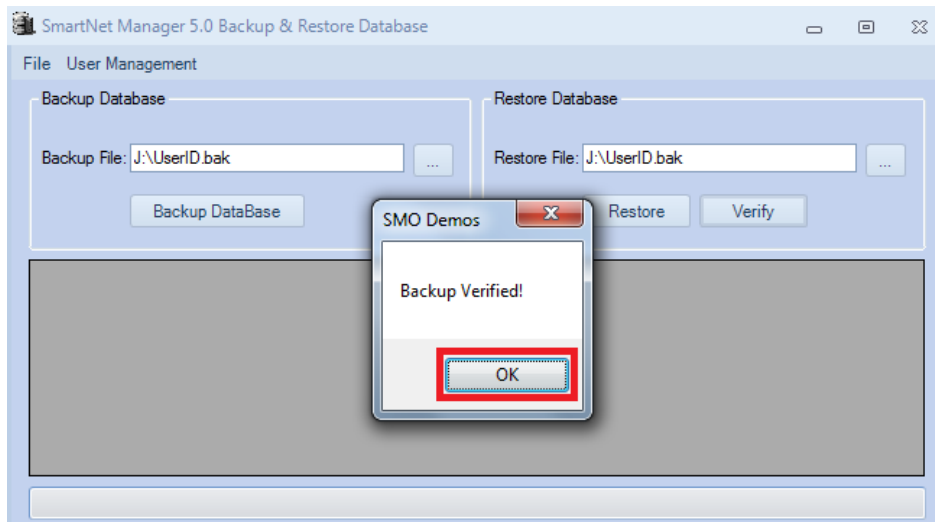 SmartNet Manager 5.0 Backup & Restore Database
File User Management
Backup Database
Restore Database
Backup File: J:\UserID.bak ...
Restore File: J:\UserID.bak ...
Backup DataBase
Restore Verify
SMO Demos
Backup Verified!
OK